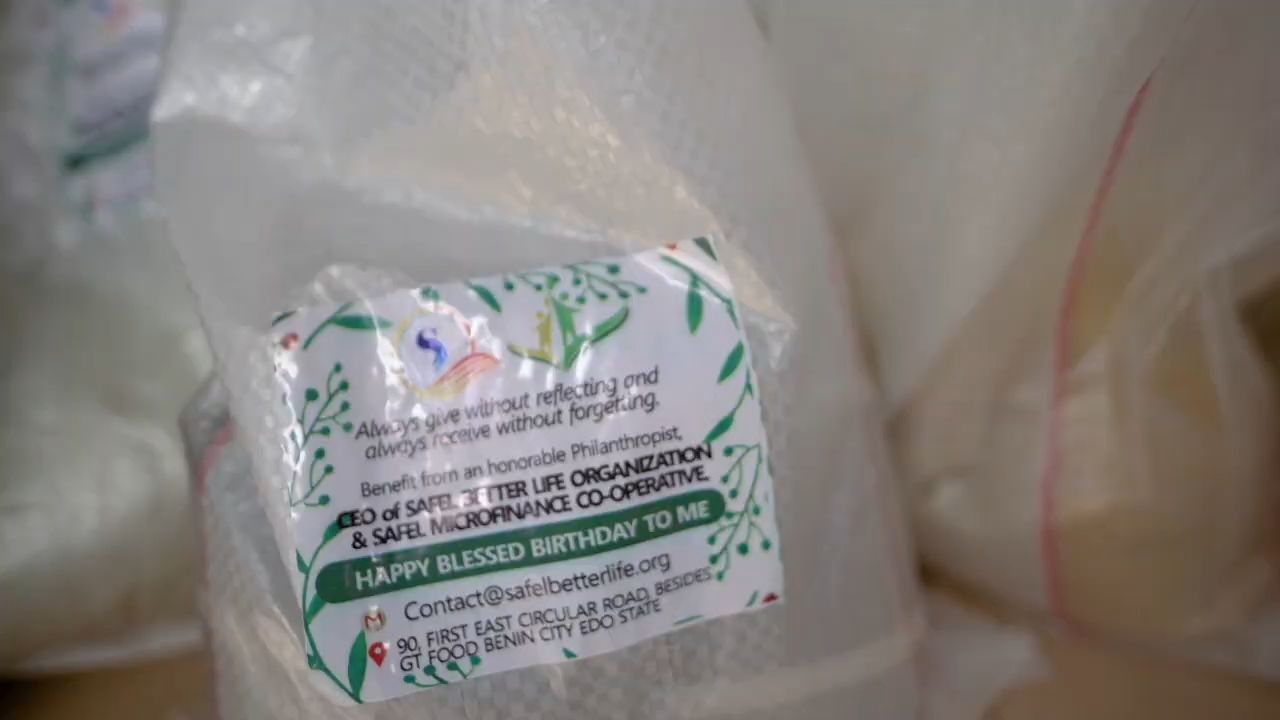 S
Always give without reflecting and
always receive without forgetting.
Benefit from an honorable Philanthropist,
CEO of SAFEL BETTER LIFE ORGANIZATION
& SAFEL MICROFINANCE CO-OPERATIVE.
HAPPY BLESSED BIRTHDAY TO ME
Contact@safelbetterlife.org
90, FIRST EAST CIRCULAR ROAD, BESIDES
GT FOOD BENIN CITY EDO STATE